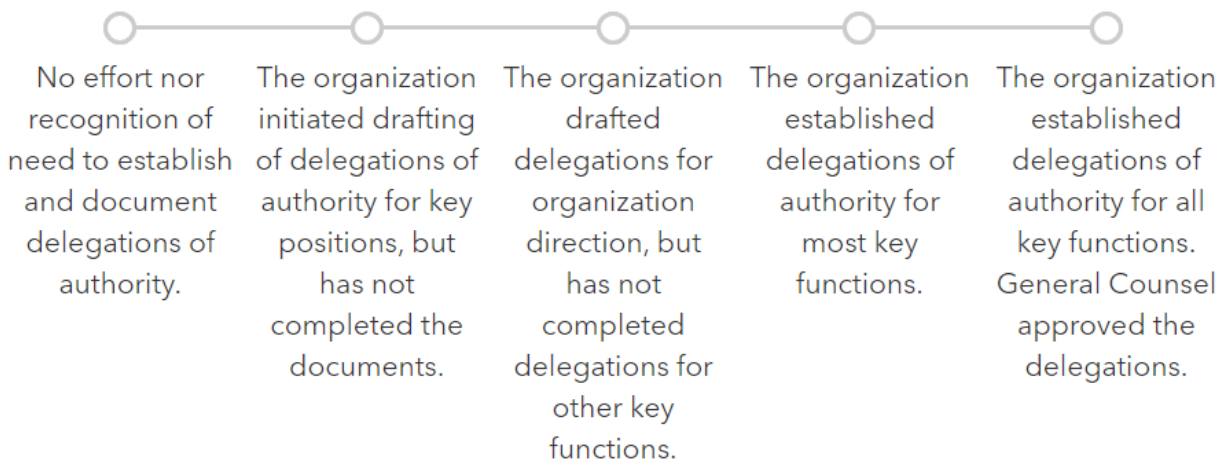 No effort nor
recognition of
need to establish
and document
delegations of
authority.
The organization
initiated drafting
of delegations of
authority for key
positions, but
has not
completed the
documents.
The organization
drafted
delegations for
organization
direction, but
has not
completed
delegations for
other key
functions.
The organization
established
delegations of
authority for
most key
functions.
The organization
established
delegations of
authority for all
key functions.
General Counsel
approved the
delegations.